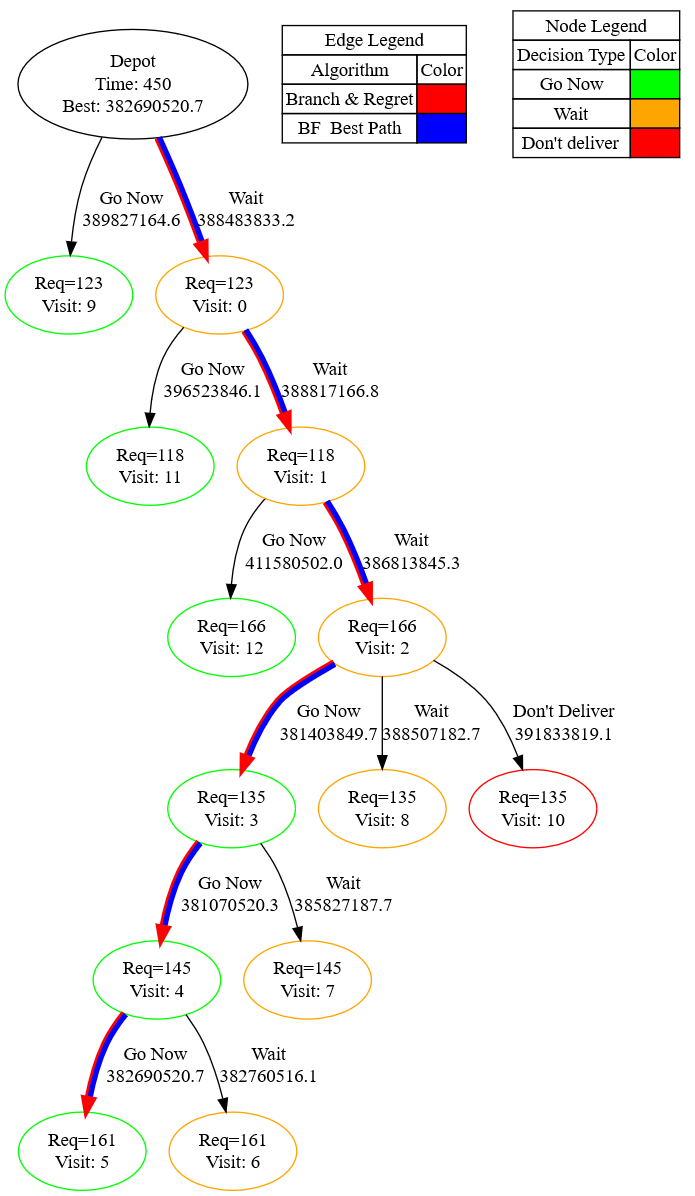 Depot
Time: 450
Best: 382690520.7
Edge Legend
Algorithm Color
Branch & Regret
BF Best Path
Node Legend
Decision Type Color
Go Now
Wait
Don't deliver
Go Now
389827164.6
Wait
388483833.2
Req=123
Visit: 9
Req=123
Visit: 0
Go Now
396523846.1
Wait
388817166.8
Req=118
Visit: 11
Req=118
Visit: 1
Go Now
411580502.0
Wait
386813845.3
Req=166
Visit: 12
Req=166
Visit: 2
Go Now
381403849.7
Wait
388507182.7
Don't Deliver
391833819.1
Req=135
Visit: 3
Req=135
Visit: 8
Req=135
Visit: 10
Go Now
381070520.3
Wait
385827187.7
Req=145
Visit: 4
Req=145
Visit: 7
Go Now
382690520.7
Wait
382760516.1
Req=161
Visit: 5
Req=161
Visit: 6